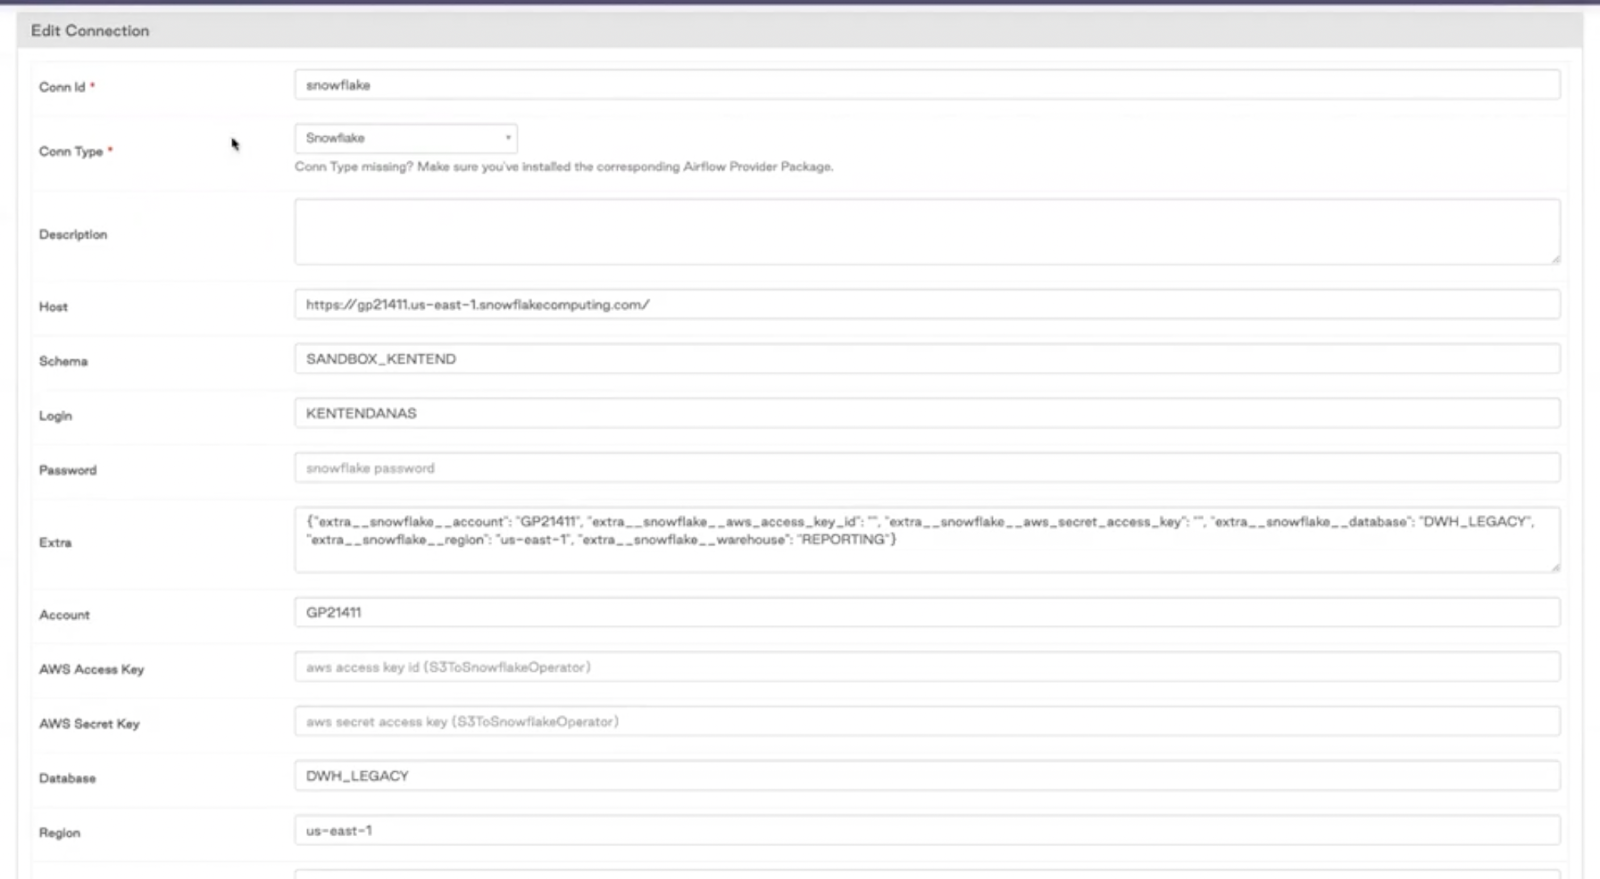 Edit Connection
Conn Id *
snowflake
Conn Type *
Snowflake
Conn Type missing? Make sure you've installed the corresponding Airflow Provider Package.
Description
Host
https://gp21411.us-east-1.snowflakecomputing.com/
Schema
SANDBOX_KENTEND
Login
KENTENDANAS
Password
snowflake password
Extra
{"extra__snowflake__account": "GP21411", "extra__snowflake__aws_access_key_id": "", "extra__snowflake__aws_secret_access_key": "", "extra__snowflake__database": "DWH_LEGACY",
"extra__snowflake__region": "us-east-1", "extra__snowflake__warehouse": "REPORTING"}
Account
GP21411
AWS Access Key
aws access key id (S3ToSnowflakeOperator)
AWS Secret Key
aws secret access key (S3ToSnowflakeOperator)
Database
DWH_LEGACY
Region
us-east-1